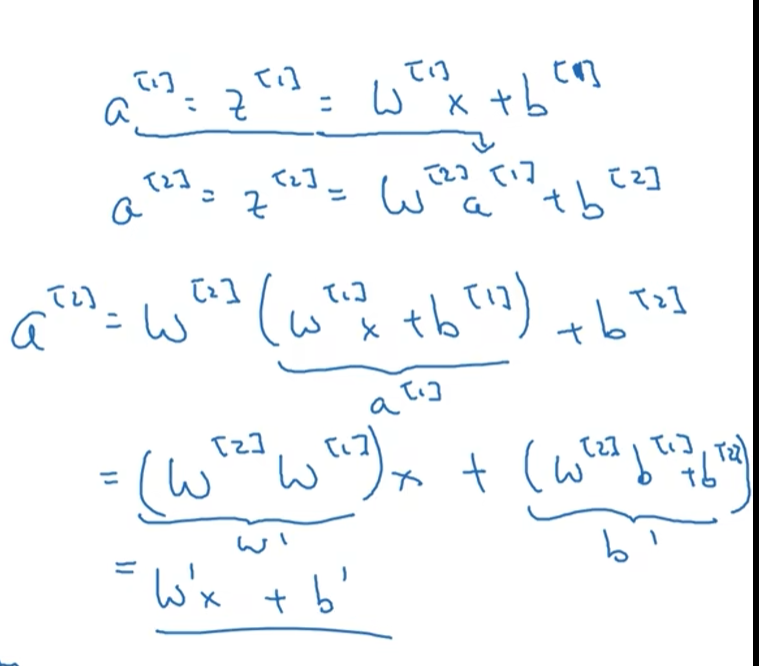 a^[1] = z^[1] = W^[1] x + b^[1]
a^[2] = z^[2] = W^[2] a^[1] + b^[2]
a^[2] = W^[2] (W^[1] x + b^[1]) + b^[2]
a^[1]
= (W^[2] W^[1]) x + (W^[2] b^[1] + b^[2])
W' b'
= W'x + b'